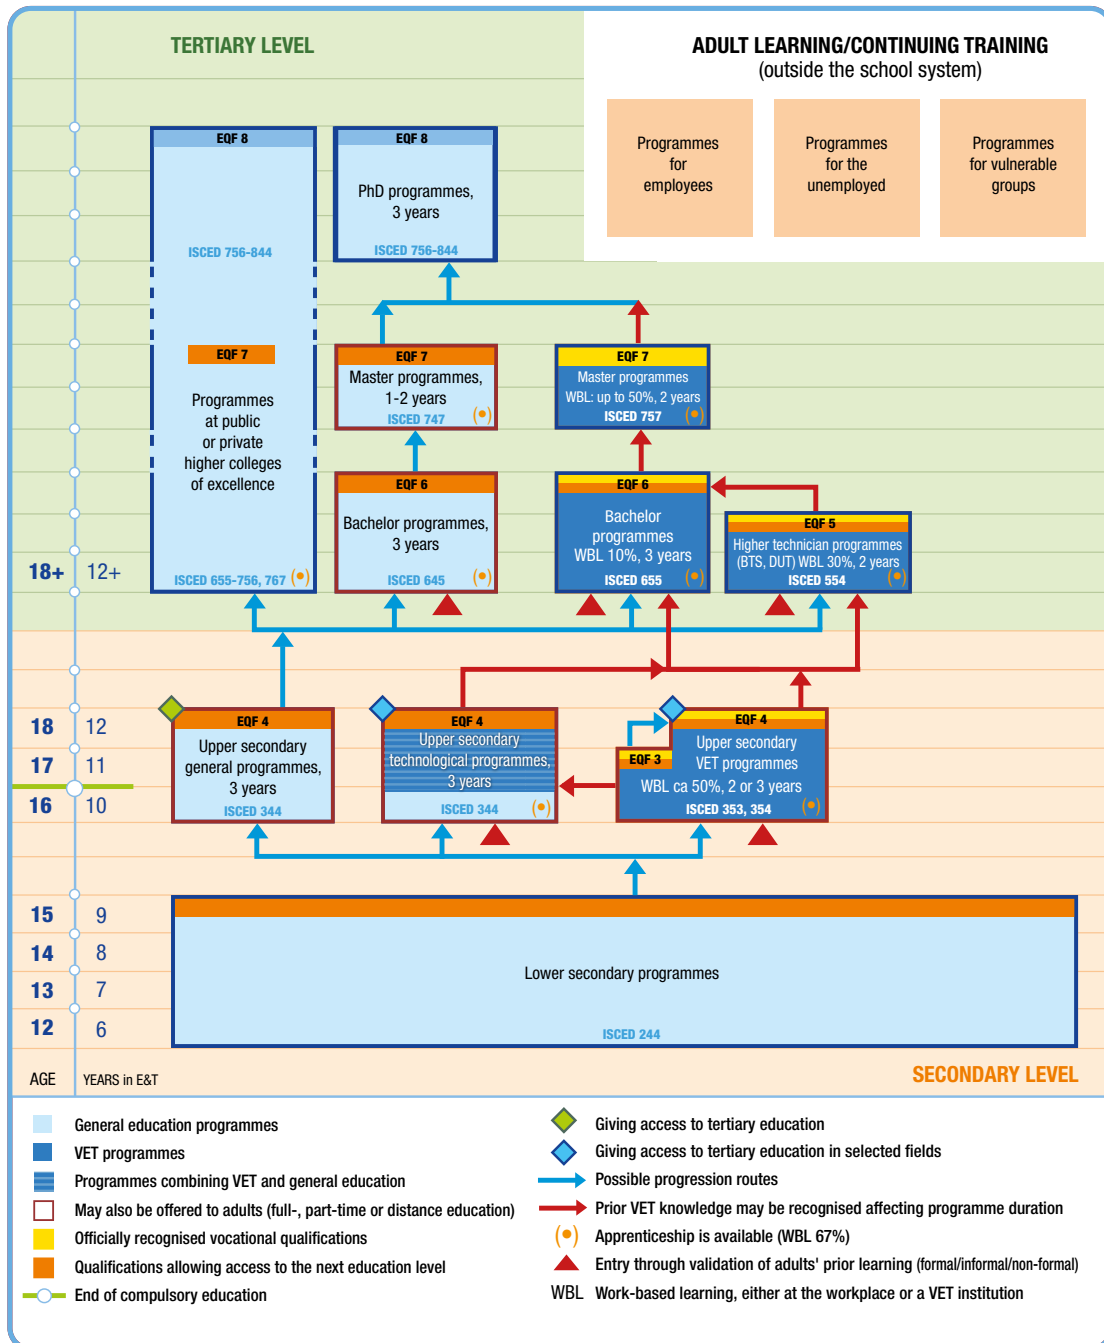 TERTIARY LEVEL
ADULT LEARNING/CONTINUING TRAINING
(outside the school system)
Programmes
for
employees
Programmes
for the
unemployed
Programmes
for vulnerable
groups
EQF 8
ISCED 756-844
EQF 7
Programmes
at public
or private
higher colleges
of excellence
ISCED 655-756, 767
EQF 8
PhD programmes,
3 years
ISCED 756-844
EQF 7
Master programmes,
1-2 years
ISCED 747
EQF 7
Master programmes
WBL: up to 50%, 2 years
ISCED 757
EQF 6
Bachelor programmes,
3 years
ISCED 645
EQF 6
Bachelor
programmes
WBL 10%, 3 years
ISCED 655
EQF 5
Higher technician programmes
(BTS, DUT) WBL 30%, 2 years
ISCED 554
18+ 12+
18 12
17 11
16 10
EQF 4
Upper secondary
general programmes,
3 years
ISCED 344
EQF 4
Upper secondary
technological programmes,
3 years
ISCED 344
EQF 3
EQF 4
Upper secondary
VET programmes
WBL ca 50%, 2 or 3 years
ISCED 353, 354
15 9
14 8
13 7
12 6
Lower secondary programmes
ISCED 244
AGE YEARS in E&T
SECONDARY LEVEL
General education programmes
VET programmes
Programmes combining VET and general education
May also be offered to adults (full-, part-time or distance education)
Officially recognised vocational qualifications
Qualifications allowing access to the next education level
End of compulsory education
Giving access to tertiary education
Giving access to tertiary education in selected fields
Possible progression routes
Prior VET knowledge may be recognised affecting programme duration
Apprenticeship is available (WBL 67%)
Entry through validation of adults' prior learning (formal/informal/non-formal)
WBL Work-based learning, either at the workplace or a VET institution